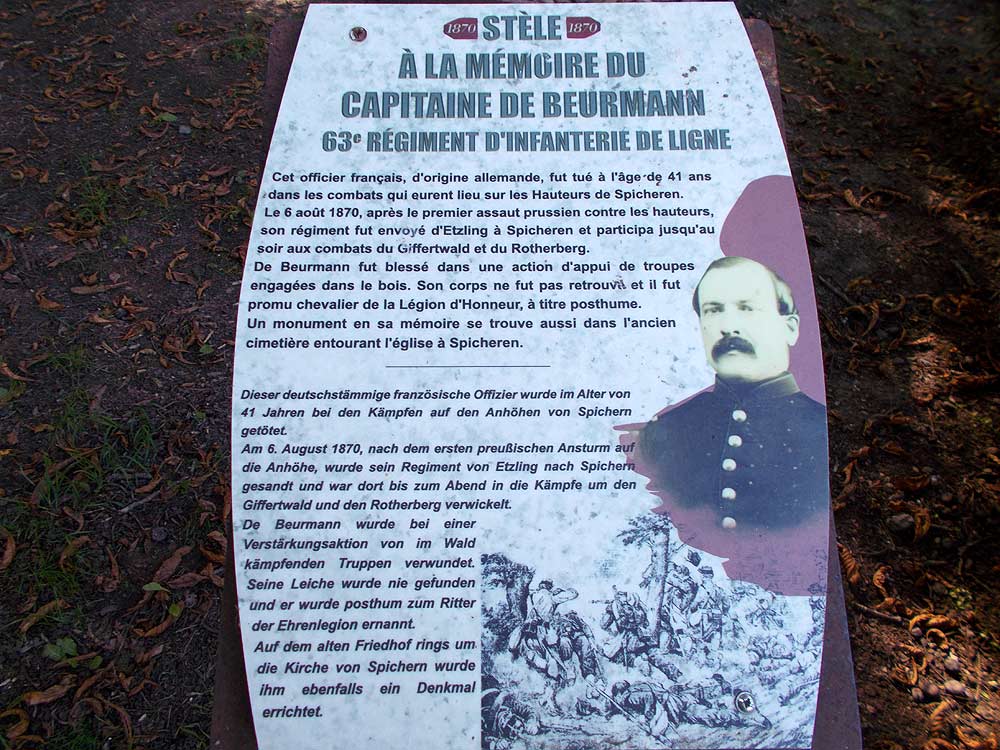 1870 STÈLE 1870
À LA MÉMOIRE DU
CAPITAINE DE BEURMANN
63e RÉGIMENT D'INFANTERIE DE LIGNE
Cet officier français, d'origine allemande, fut tué à l'âge de 41 ans
dans les combats qui eurent lieu sur les Hauteurs de Spicheren.
Le 6 août 1870, après le premier assaut prussien contre les hauteurs,
son régiment fut envoyé d'Etzling à Spicheren et participa jusqu'au
soir aux combats du Giffertwald et du Rotherberg.
De Beurmann fut blessé dans une action d'appui de troupes
engagées dans le bois. Son corps ne fut pas retrouvé et il fut
promu chevalier de la Légion d'Honneur, à titre posthume.
Un monument en sa mémoire se trouve aussi dans l'ancien
cimetière entourant l'église à Spicheren.
Dieser deutschstämmige französische Offizier wurde im Alter von
41 Jahren bei den Kämpfen auf den Anhöhen von Spichern
getötet.
Am 6. August 1870, nach dem ersten preußischen Ansturm auf
die Anhöhe, wurde sein Regiment von Etzling nach Spichern
gesandt und war dort bis zum Abend in die Kämpfe um den
Giffertwald und den Rotherberg verwickelt.
De Beurmann wurde bei einer
Verstärkungsaktion von im Wald
kämpfenden Truppen verwundet.
Seine Leiche wurde nie gefunden
und er wurde posthum zum Ritter
der Ehrenlegion ernannt.
Auf dem alten Friedhof rings um
die Kirche von Spichern wurde
ihm ebenfalls ein Denkmal
errichtet.